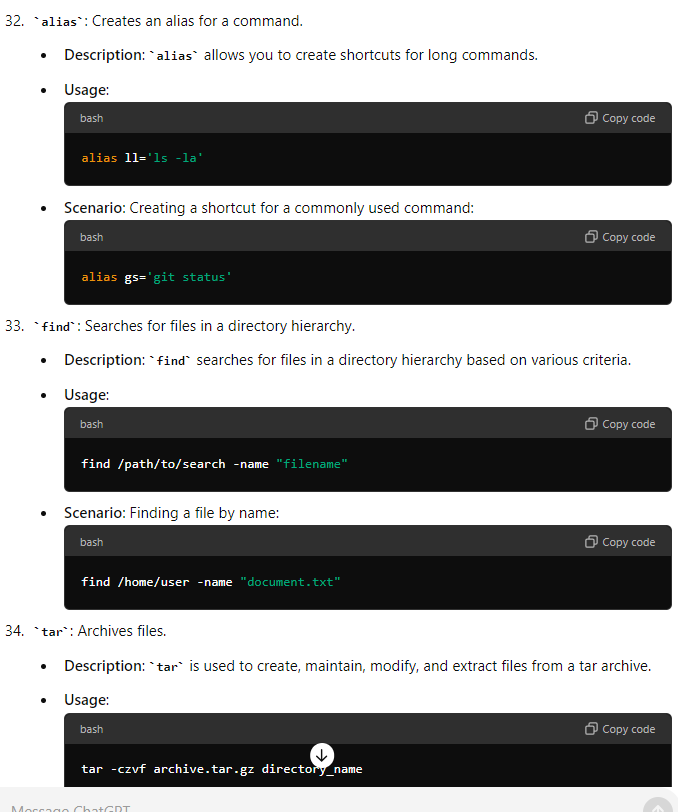 32. `alias`: Creates an alias for a command.
• Description: `alias` allows you to create shortcuts for long commands.
• Usage:
bash Copy code
alias ll='ls -la'
• Scenario: Creating a shortcut for a commonly used command:
bash Copy code
alias gs='git status'
33. `find`: Searches for files in a directory hierarchy.
• Description: `find` searches for files in a directory hierarchy based on various criteria.
• Usage:
bash Copy code
find /path/to/search -name "filename"
• Scenario: Finding a file by name:
bash Copy code
find /home/user -name "document.txt"
34. `tar`: Archives files.
• Description: `tar` is used to create, maintain, modify, and extract files from a tar archive.
• Usage:
bash Copy code
tar -czvf archive.tar.gz directory_name
Message ChatGPT